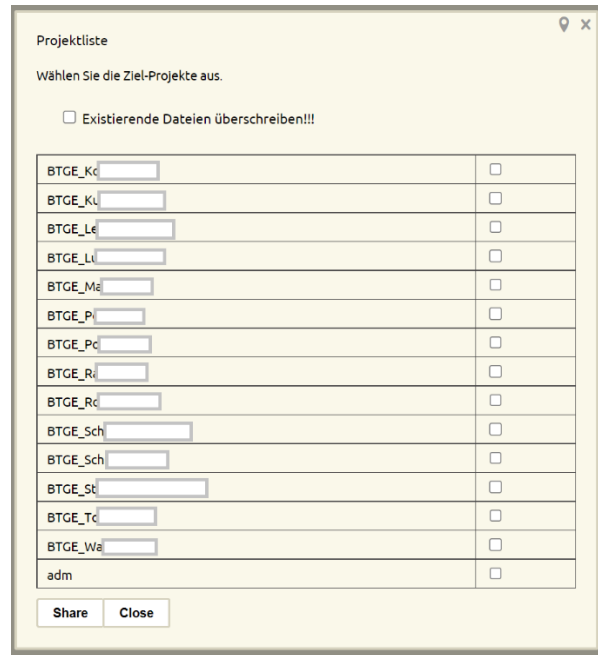 Projektliste
Wählen Sie die Ziel-Projekte aus.
Existierende Dateien überschreiben!!!
BTGE_Ko
BTGE_Ku
BTGE_Le
BTGE_Lu
BTGE_Ma
BTGE_P
BTGE_Po
BTGE_Ra
BTGE_Ro
BTGE_Sch
BTGE_Sch
BTGE_St
BTGE_To
BTGE_Wa
adm
Share Close